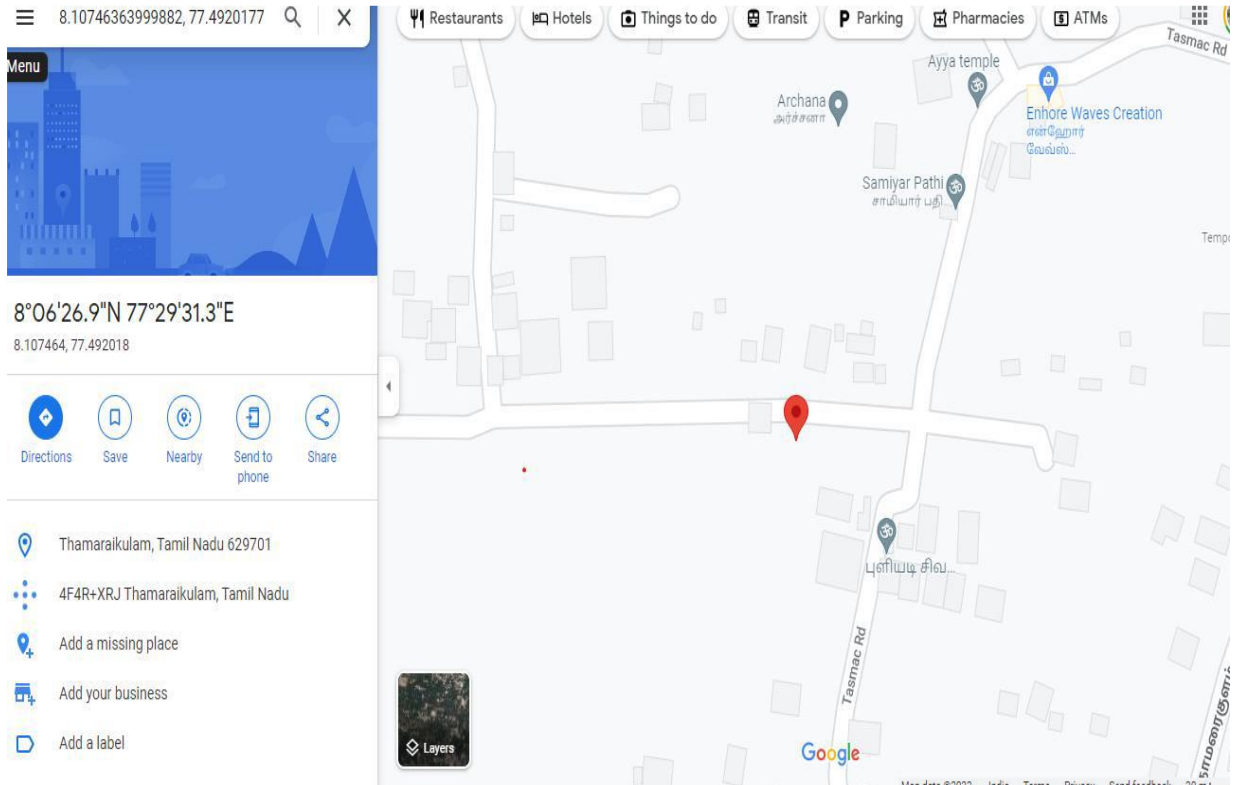 8.10746363999882, 77.4920177
Menu
8°06'26.9"N 77°29'31.3"E
8.107464, 77.492018
Directions
Save
Nearby
Send to
phone
Share
Thamaraikulam, Tamil Nadu 629701
4F4R+XRJ Thamaraikulam, Tamil Nadu
Add a missing place
Add your business
Add a label
Restaurants
Hotels
Things to do
Transit
Parking
Pharmacies
ATMs
Tasmac Rd
Ayya temple
Archana
அர்ச்சனா
Enhore Waves Creation
என்ஹோர்
வேவ்ஸ்...
Samiyar Pathi
சாமியார் பதி
புளியடி சிவ...
Tasmac Rd
Layers
Google